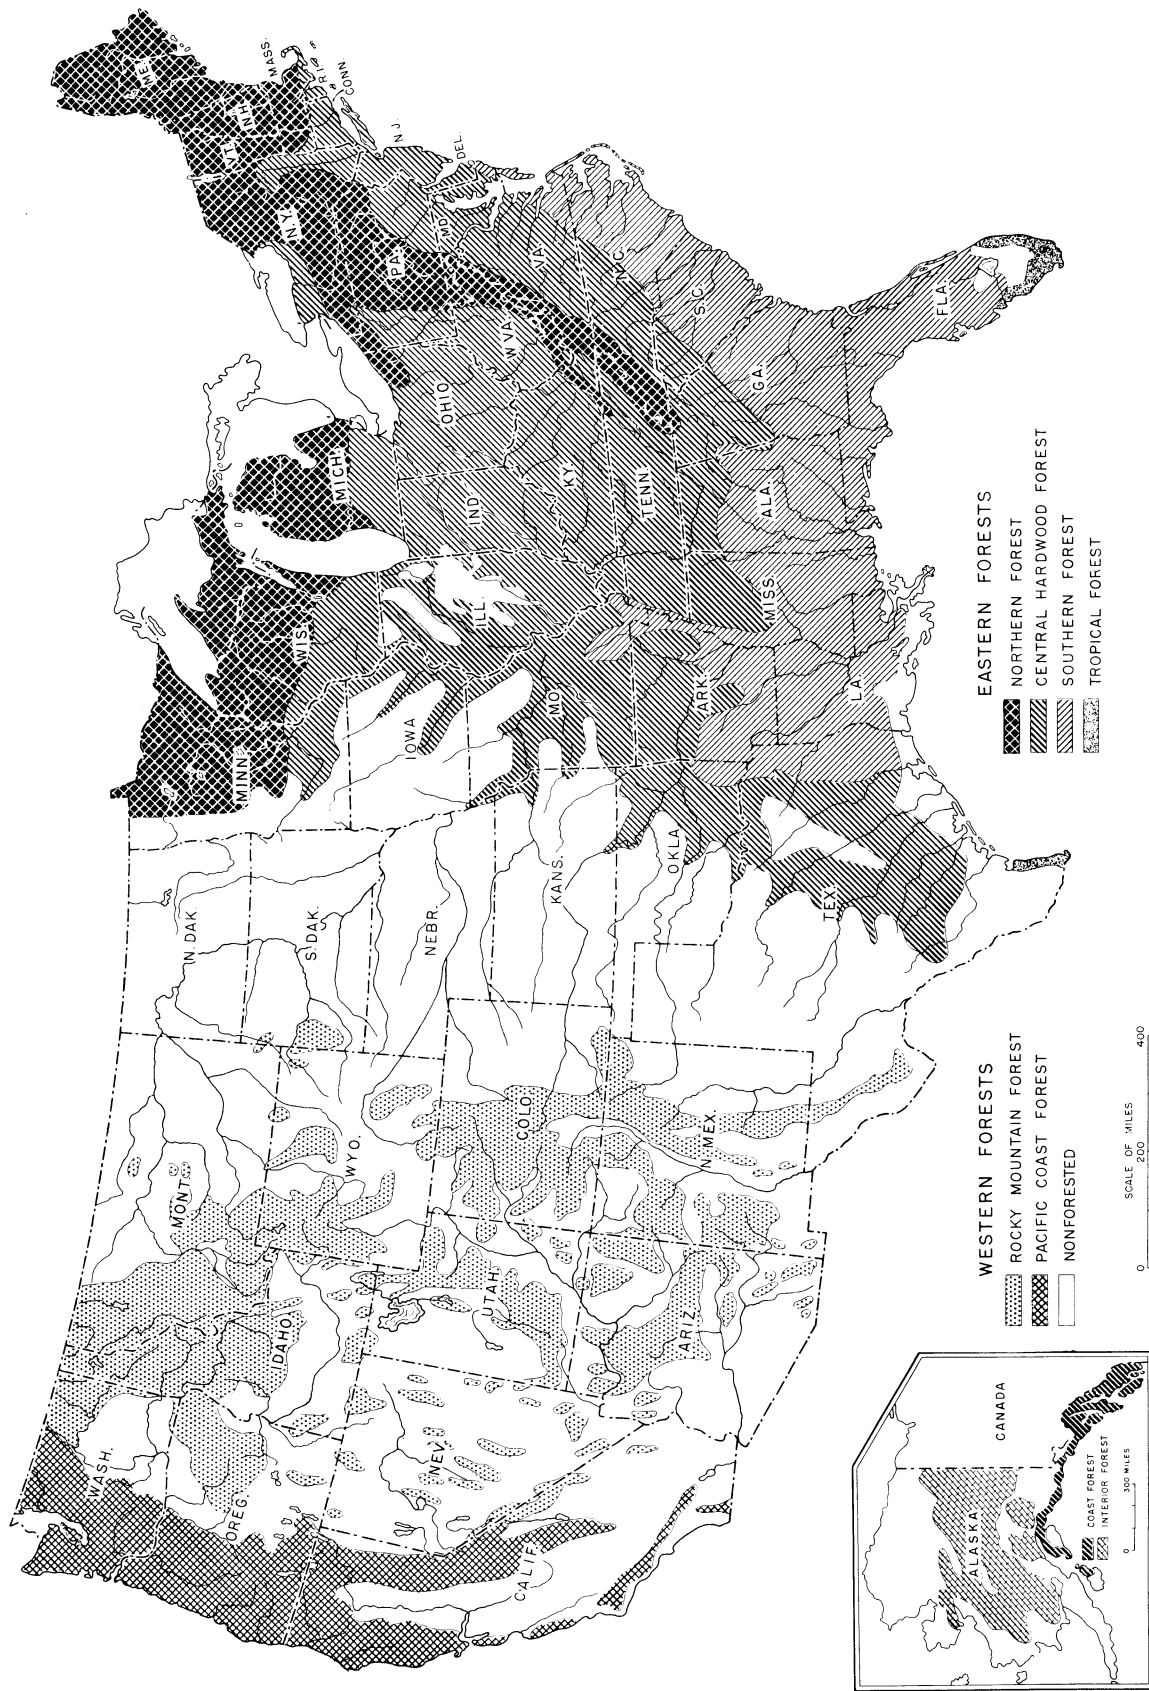 WASH.
OREG.
CALIF.
NEV.
IDAHO
MONT.
WYO.
UTAH
ARIZ.
COLO.
N. MEX.
N. DAK.
S. DAK.
NEBR.
KANS.
OKLA.
TEX.
MINN.
IOWA
MO.
ARK.
LA.
WIS.
ILL.
MISS.
MICH.
IND.
KY.
TENN.
ALA.
OHIO
W. VA.
GA.
FLA.
S.C.
N.C.
VA.
MD.
DEL.
N.J.
PA.
N.Y.
VT.
N.H.
ME.
MASS.
R.I.
CONN.
WESTERN FORESTS
ROCKY MOUNTAIN FOREST
PACIFIC COAST FOREST
NONFORESTED
EASTERN FORESTS
NORTHERN FOREST
CENTRAL HARDWOOD FOREST
SOUTHERN FOREST
TROPICAL FOREST
SCALE OF MILES
0 200 400
ALASKA
CANADA
COAST FOREST
INTERIOR FOREST
0 300 MILES